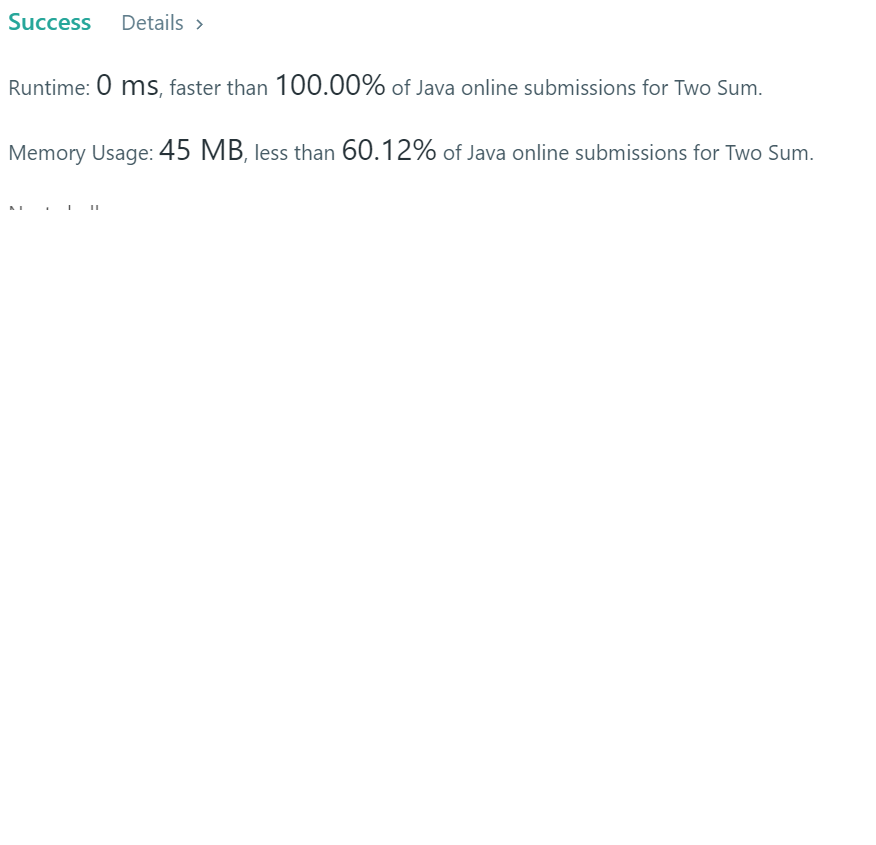 Success Details >
Runtime: 0 ms, faster than 100.00% of Java online submissions for Two Sum.
Memory Usage: 45 MB, less than 60.12% of Java online submissions for Two Sum.